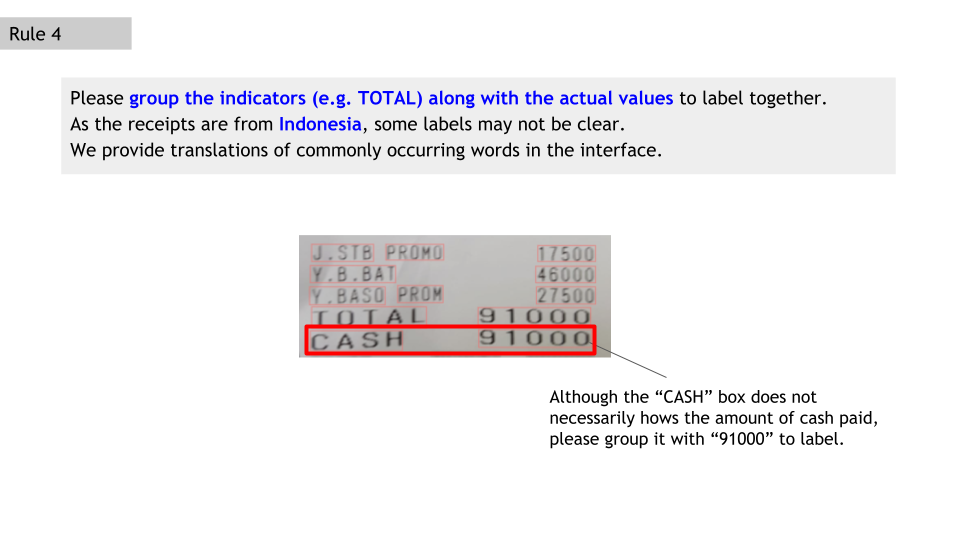 Rule 4
Please group the indicators (e.g. TOTAL) along with the actual values to label together.
As the receipts are from Indonesia, some labels may not be clear.
We provide translations of commonly occurring words in the interface.
J.STB PROMO 17500
Y.B.BAT 46000
Y.BASO PROM 27500
TOTAL 91000
CASH 91000
Although the “CASH” box does not
necessarily hows the amount of cash paid,
please group it with “91000” to label.